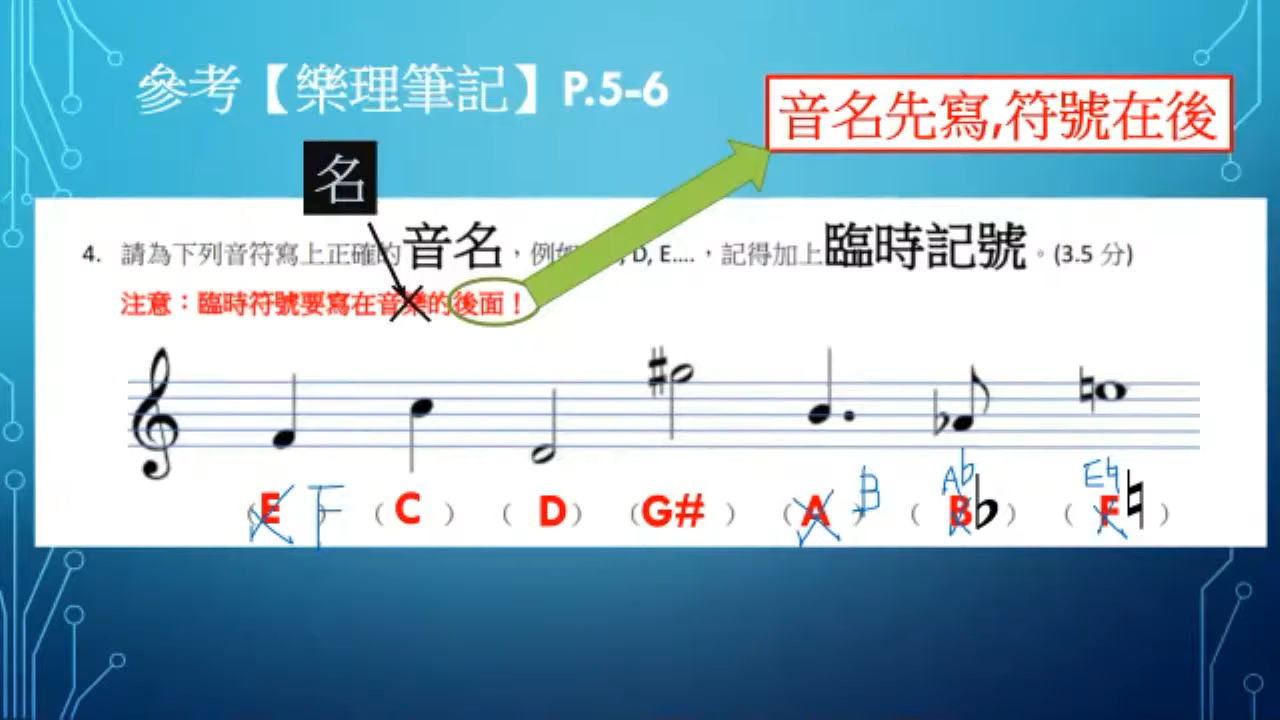 參考【樂理筆記】P.5-6
音名先寫,符號在後
名
4. 請為下列音符寫上正確的音名，例如 , D, E....，記得加上臨時記號。(3.5 分)
注意：臨時符號要寫在音樂的後面！
Ab E♮
(E) F (C) (D) (G#) (A) B (B♭) (F♮)